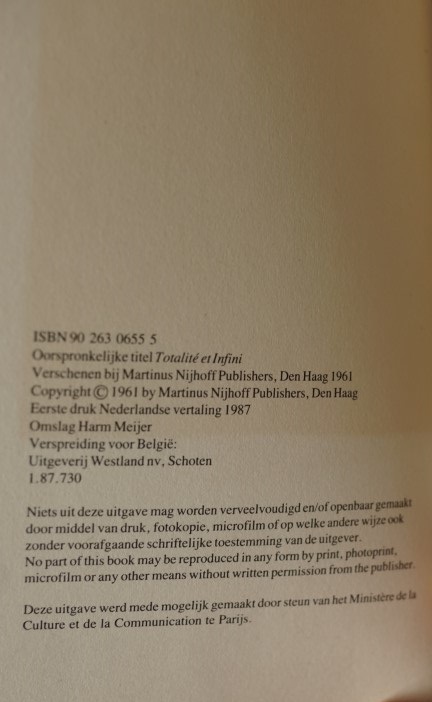 ISBN 90 263 0655 5
Oorspronkelijke titel Totalité et Infini
Verschenen bij Martinus Nijhoff Publishers, Den Haag 1961
Copyright © 1961 by Martinus Nijhoff Publishers, Den Haag
Eerste druk Nederlandse vertaling 1987
Omslag Harm Meijer
Verspreiding voor België:
Uitgeverij Westland nv, Schoten
1.87.730
Niets uit deze uitgave mag worden verveelvoudigd en/of openbaar gemaakt
door middel van druk, fotokopie, microfilm of op welke andere wijze ook
zonder voorafgaande schriftelijke toestemming van de uitgever.
No part of this book may be reproduced in any form by print, photoprint,
microfilm or any other means without written permission from the publisher.
Deze uitgave werd mede mogelijk gemaakt door steun van het Ministère de la
Culture et de la Communication te Parijs.